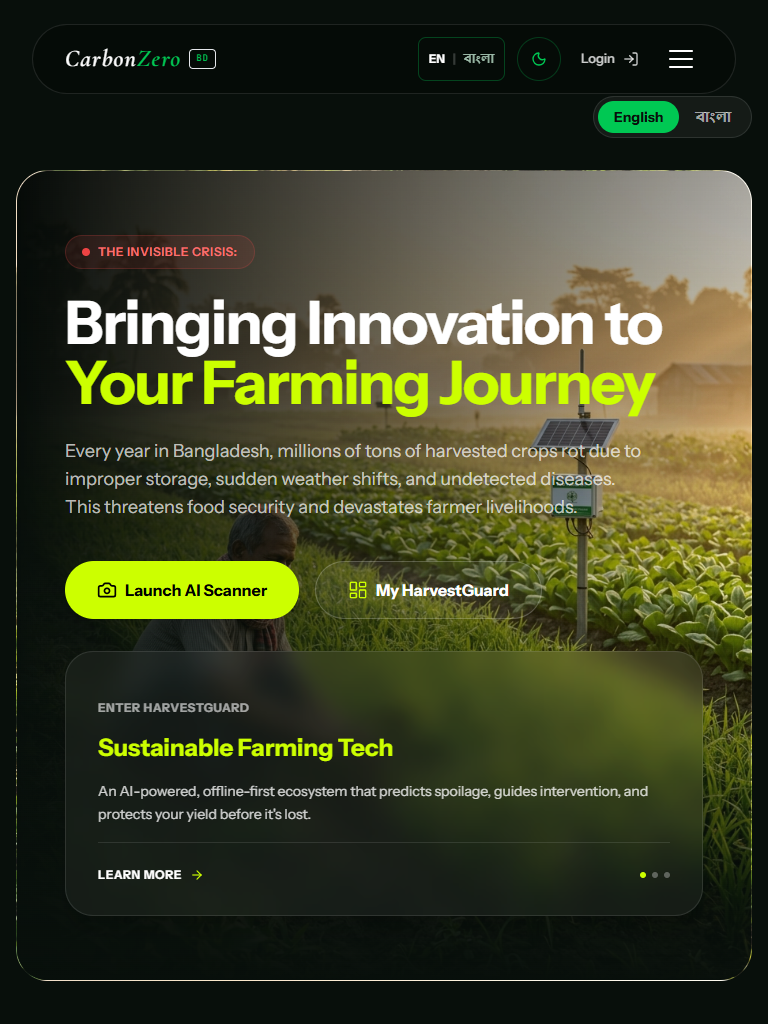 CarbonZero BD
EN | বাংলা
Login
English বাংলা
THE INVISIBLE CRISIS:
Bringing Innovation to
Your Farming Journey
Every year in Bangladesh, millions of tons of harvested crops rot due to
improper storage, sudden weather shifts, and undetected diseases.
This threatens food security and devastates farmer livelihoods.
Launch AI Scanner
My HarvestGuard
ENTER HARVESTGUARD
Sustainable Farming Tech
An AI-powered, offline-first ecosystem that predicts spoilage, guides intervention, and
protects your yield before it's lost.
LEARN MORE